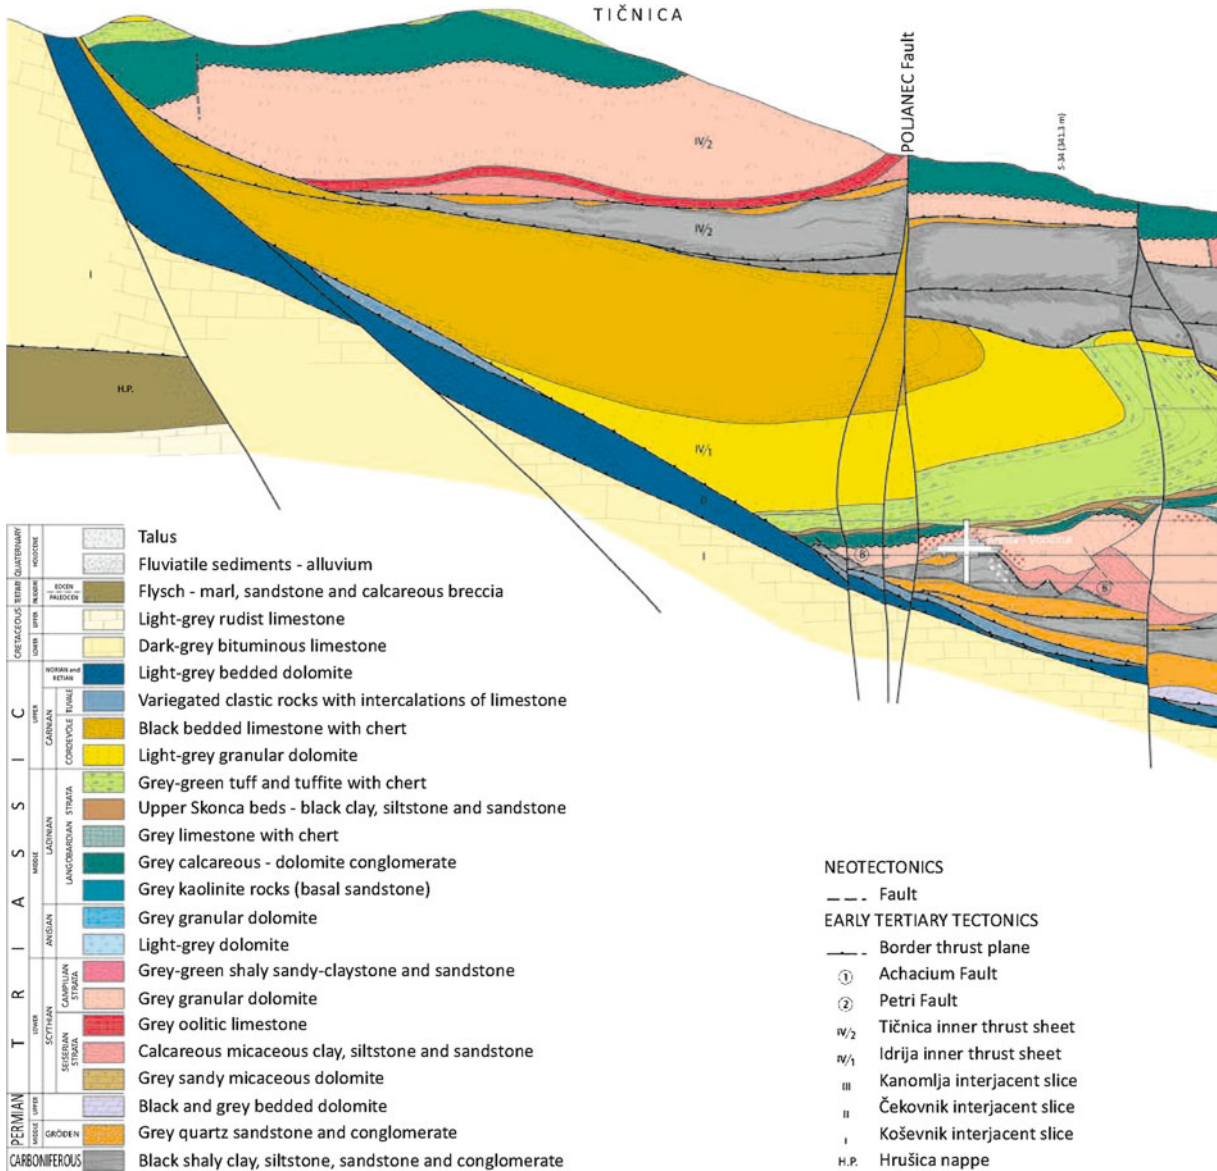 TIČNICA
POLJANEC Fault
S-34 (341.3 m)
IV/2
IV/2
I
H.P.
IV/1
II
I
8
8
QUATERNARY
HOLOCENE
Talus
Fluviatile sediments - alluvium
TERTIARY
EOCEN
PALEOCEN
Flysch - marl, sandstone and calcareous breccia
CRETACEOUS
UPPER
Light-grey rudist limestone
LOWER
Dark-grey bituminous limestone
TRIASSIC
UPPER
NORIAN and
RETIAN
Light-grey bedded dolomite
CARNIAN
TUVALE
Variegated clastic rocks with intercalations of limestone
CORDEVOLE
Black bedded limestone with chert
Light-grey granular dolomite
MIDDLE
LADINIAN
LANGOBARDIAN STRATA
Grey-green tuff and tuffite with chert
Upper Skonca beds - black clay, siltstone and sandstone
Grey limestone with chert
Grey calcareous - dolomite conglomerate
Grey kaolinite rocks (basal sandstone)
ANISIAN
Grey granular dolomite
Light-grey dolomite
LOWER
SCYTHIAN
CAMPILIAN
STRATA
Grey-green shaly sandy-claystone and sandstone
Grey granular dolomite
SEISERIAN
STRATA
Grey oolitic limestone
Calcareous micaceous clay, siltstone and sandstone
Grey sandy micaceous dolomite
PERMIAN
UPPER
Black and grey bedded dolomite
MIDDLE
GRÖDEN
Grey quartz sandstone and conglomerate
CARBONIFEROUS
Black shaly clay, siltstone, sandstone and conglomerate
NEOTECTONICS
Fault
EARLY TERTIARY TECTONICS
Border thrust plane
1 Achacium Fault
2 Petri Fault
IV/2 Tičnica inner thrust sheet
IV/1 Idrija inner thrust sheet
III Kanomlja interjacent slice
II Čekovnik interjacent slice
I Koševnik interjacent slice
H.P. Hrušica nappe